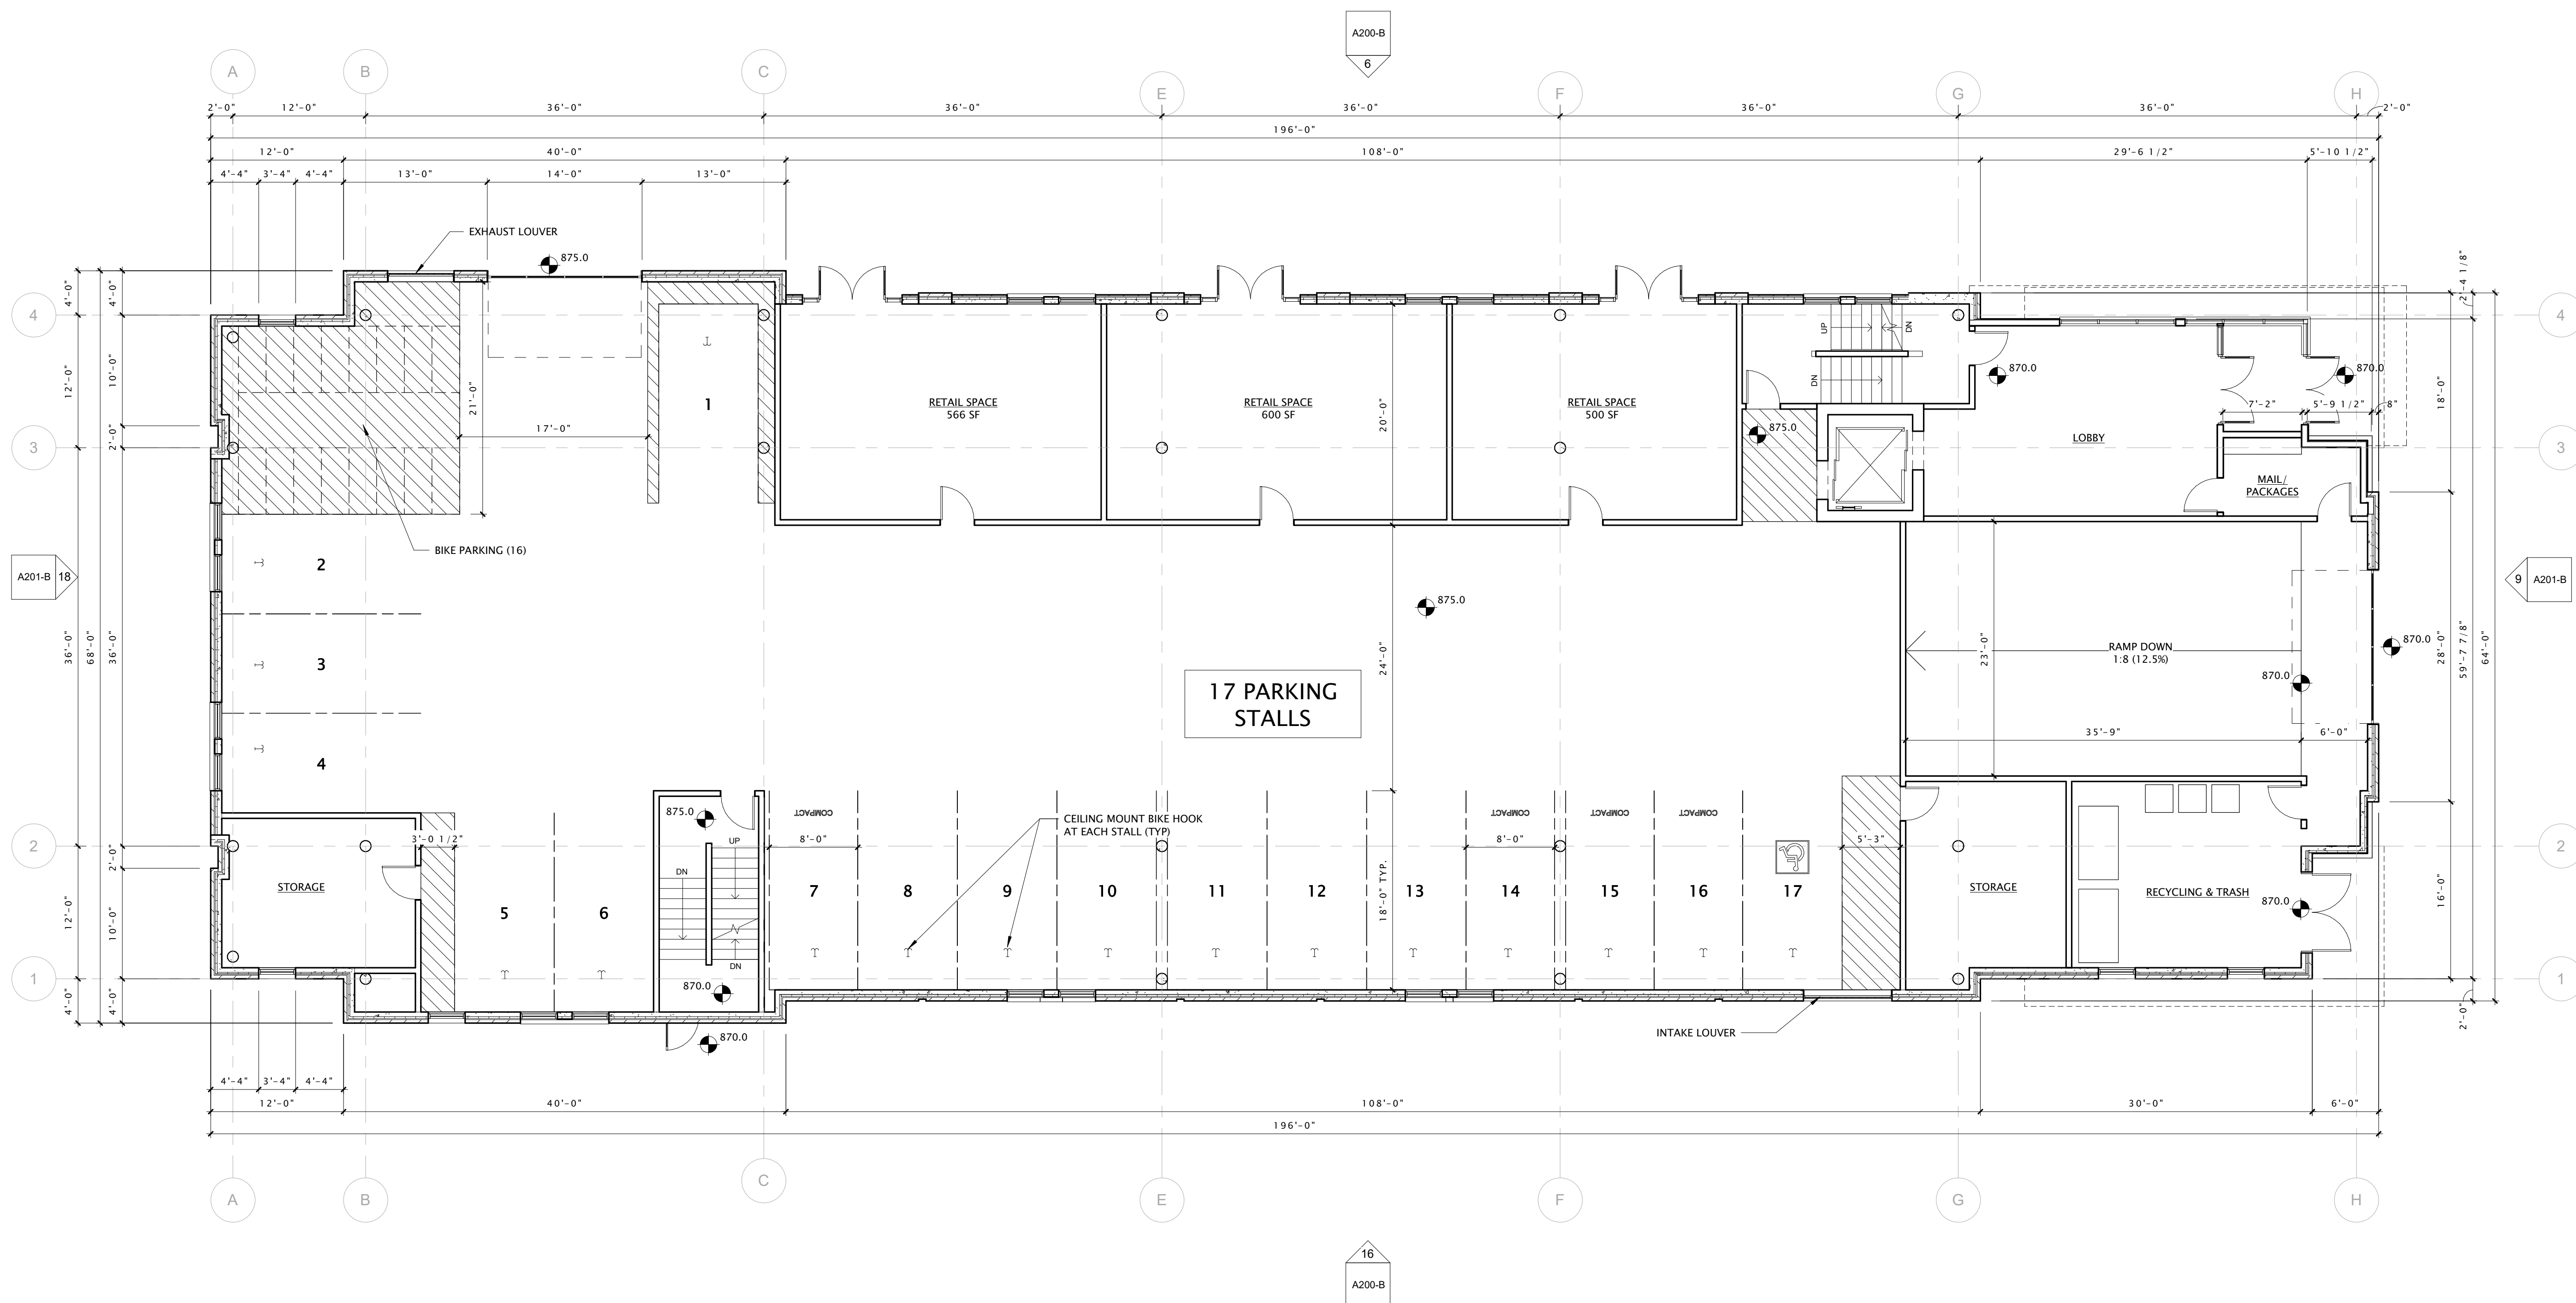 A200-B
6
A
B
C
E
F
G
H
2'-0"
12'-0"
36'-0"
36'-0"
36'-0"
36'-0"
36'-0"
2'-0"
196'-0"
12'-0"
40'-0"
108'-0"
29'-6 1/2"
5'-10 1/2"
4'-4"
3'-4"
4'-4"
13'-0"
14'-0"
13'-0"
EXHAUST LOUVER
875.0
4'-0"
4'-0"
2'-4 1/8"
4
4
UP
DN
DN
870.0
870.0
12'-0"
10'-0"
21'-0"
1
RETAIL SPACE
566 SF
RETAIL SPACE
600 SF
RETAIL SPACE
500 SF
20'-0"
18'-0"
7'-2"
5'-9 1/2"
8"
17'-0"
875.0
LOBBY
3
2'-0"
3
MAIL/
PACKAGES
BIKE PARKING (16)
2
A201-B
18
9
A201-B
875.0
36'-0"
68'-0"
36'-0"
3
24'-0"
23'-0"
RAMP DOWN
1:8 (12.5%)
870.0
28'-0"
59'-7 7/8"
64'-0"
870.0
17 PARKING
STALLS
35'-9"
6'-0"
4
875.0
COMPACT
CEILING MOUNT BIKE HOOK
AT EACH STALL (TYP)
COMPACT
COMPACT
COMPACT
2
2'-0"
3'-0 1/2"
UP
DN
8'-0"
8'-0"
5'-3"
2
STORAGE
5
6
7
8
9
10
11
12
13
14
15
16
17
18'-0" TYP.
STORAGE
RECYCLING & TRASH
870.0
16'-0"
12'-0"
10'-0"
DN
870.0
1
1
4'-0"
4'-0"
2'-0"
870.0
INTAKE LOUVER
4'-4"
3'-4"
4'-4"
12'-0"
40'-0"
108'-0"
30'-0"
6'-0"
196'-0"
A
B
C
E
F
G
H
16
A200-B